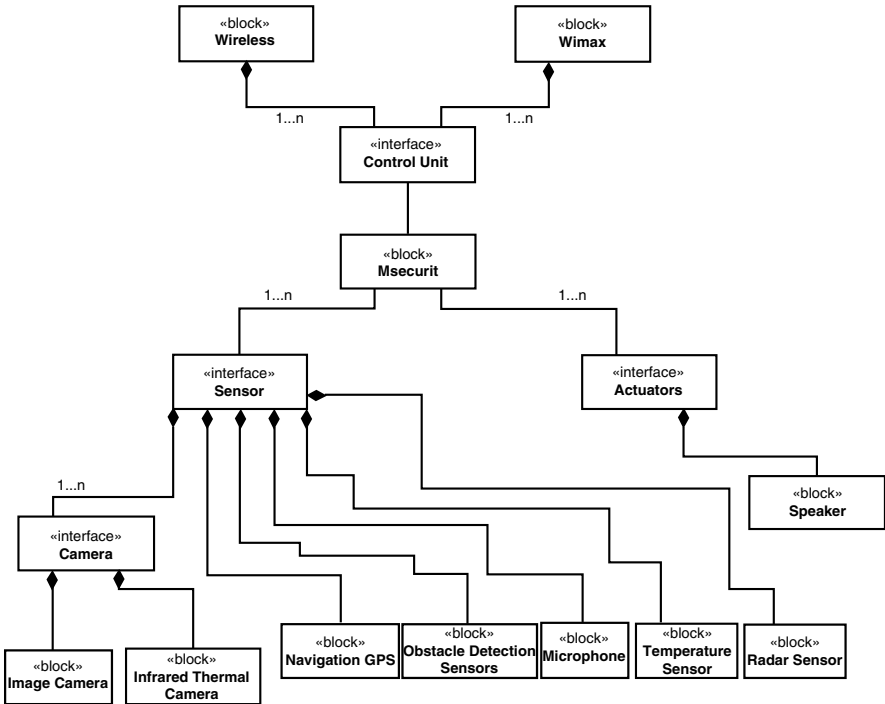 «block»
Wireless
«block»
Wimax
1...n
1...n
«interface»
Control Unit
«block»
Msecurit
1...n
1...n
«interface»
Sensor
«interface»
Actuators
1...n
«block»
Speaker
«interface»
Camera
«block»
Image Camera
«block»
Infrared Thermal
Camera
«block»
Navigation GPS
«block»
Obstacle Detection
Sensors
«block»
Microphone
«block»
Temperature
Sensor
«block»
Radar Sensor